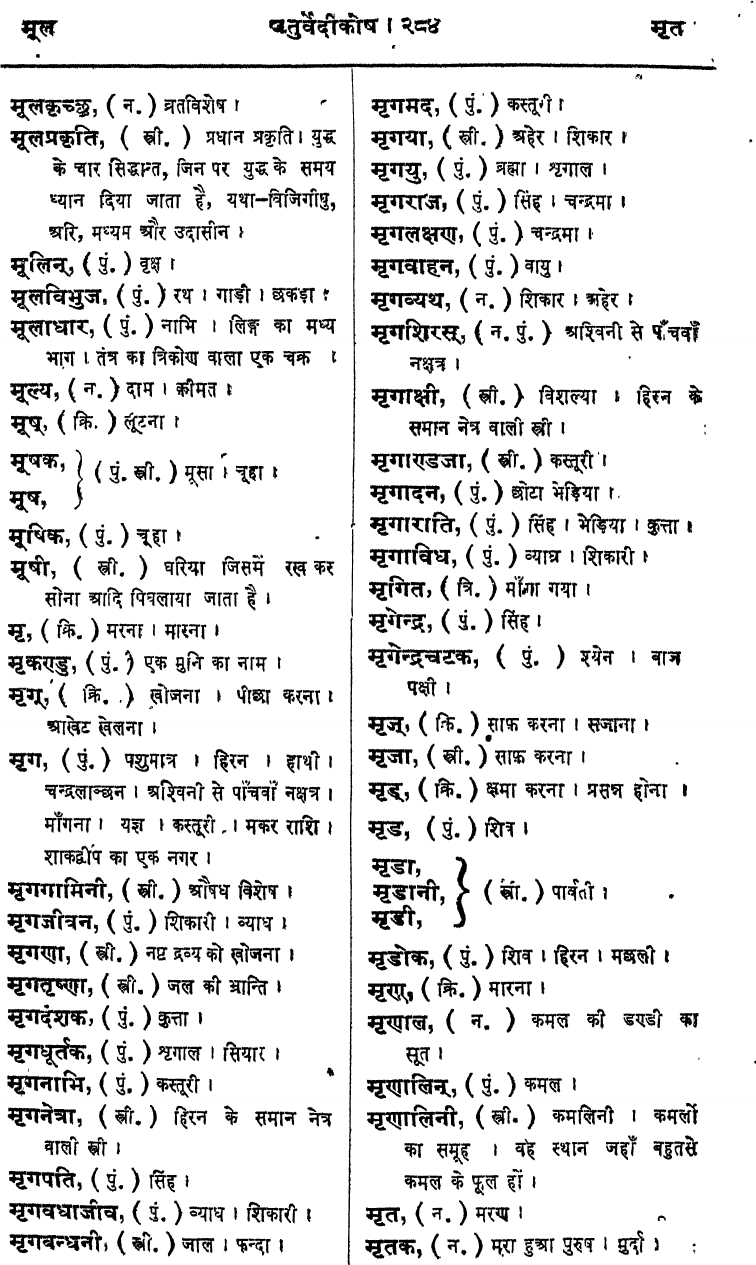 मूल
चतुर्वेदीकोष । २८४
मृत
मूलकृच्छ्र, ( न. ) व्रतविशेष ।
मूलप्रकृति, ( स्त्री. ) प्रधान प्रकृति । युद्ध
के चार सिद्धान्त, जिन पर युद्ध के समय
ध्यान दिया जाता है, यथा-विजिगीषु,
अरि, मध्यम और उदासीन ।
मूलिन्, ( पुं. ) वृक्ष ।
मूलविभुज, ( पुं. ) रथ । गाड़ी । छकड़ा ।
मूलाधार, ( पुं. ) नाभि । लिङ्ग का मध्य
भाग । तंत्र का त्रिकोण वाला एक चक्र ।
मूल्य, ( न. ) दाम । क़ीमत ।
मूष्, ( क्रि. ) लूटना ।
मूषक,
मूष, } ( पुं. स्त्री. ) मूसा । चूहा ।
मूषिक, ( पुं. ) चूहा ।
मूषी, ( स्त्री. ) घरिया जिसमें रख कर
सोना आदि पिघलाया जाता है ।
मृ, ( क्रि. ) मरना । मारना ।
मृकण्डु, ( पुं. ) एक मुनि का नाम ।
मृग्, ( क्रि. ) खोजना । पीछा करना ।
आखेट खेलना ।
मृग, ( पुं. ) पशुमात्र । हिरन । हाथी ।
चन्द्रलाञ्छन । अश्विनी से पाँचवाँ नक्षत्र ।
माँगना । यज्ञ । कस्तूरी । मकर राशि ।
शाकद्वीप का एक नगर ।
मृगगामिनी, ( स्त्री. ) औषध विशेष ।
मृगजीवन, ( पुं. ) शिकारी । व्याध ।
मृगणा, ( स्त्री. ) नष्ट द्रव्य को खोजना ।
मृगतृष्णा, ( स्त्री. ) जल की भ्रान्ति ।
मृगदंशक, ( पुं. ) कुत्ता ।
मृगधूर्तक, ( पुं. ) शृगाल । सियार ।
मृगनाभि, ( पुं. ) कस्तूरी ।
मृगनेत्रा, ( स्त्री. ) हिरन के समान नेत्र
वाली स्त्री ।
मृगपति, ( पुं. ) सिंह ।
मृगवधाजीव, ( पुं. ) व्याध । शिकारी ।
मृगबन्धनी, ( स्त्री. ) जाल । फन्दा ।
मृगमद, ( पुं. ) कस्तूरी ।
मृगया, ( स्त्री. ) अहेर । शिकार ।
मृगयु, ( पुं. ) ब्रह्मा । शृगाल ।
मृगराज, ( पुं. ) सिंह । चन्द्रमा ।
मृगलक्षण, ( पुं. ) चन्द्रमा ।
मृगवाहन, ( पुं. ) वायु ।
मृगव्यथ, ( न. ) शिकार । अहेर ।
मृगशिरस्, ( न. पुं. ) अश्विनी से पाँचवाँ
नक्षत्र ।
मृगाक्षी, ( स्त्री. ) विशल्या । हिरन के
समान नेत्र वाली स्त्री ।
मृगाण्डजा, ( स्त्री. ) कस्तूरी ।
मृगादन, ( पुं. ) छोटा भेड़िया ।
मृगाराति, ( पुं. ) सिंह । भेड़िया । कुत्ता ।
मृगाविध, ( पुं. ) व्याघ्र । शिकारी ।
मृगित, ( त्रि. ) माँगा गया ।
मृगेन्द्र, ( पुं. ) सिंह ।
मृगेन्द्रचटक, ( पुं. ) श्येन । बाज
पक्षी ।
मृज्, ( क्रि. ) साफ़ करना । सजाना ।
मृजा, ( स्त्री. ) साफ़ करना ।
मृड्, ( क्रि. ) क्षमा करना । प्रसन्न होना ।
मृड, ( पुं. ) शिव ।
मृडा,
मृडानी, } ( स्त्री. ) पार्वती ।
मृडी,
मृडोक, ( पुं. ) शिव । हिरन । मछली ।
मृण्, ( क्रि. ) मारना ।
मृणाल, ( न. ) कमल की डण्डी का
सूत ।
मृणालिन्, ( पुं. ) कमल ।
मृणालिनी, ( स्त्री. ) कमलिनी । कमलों
का समूह । वह स्थान जहाँ बहुतसे
कमल के फूल हों ।
मृत, ( न. ) मरण ।
मृतक, ( न. ) मरा हुआ पुरुष । मुर्दा ।